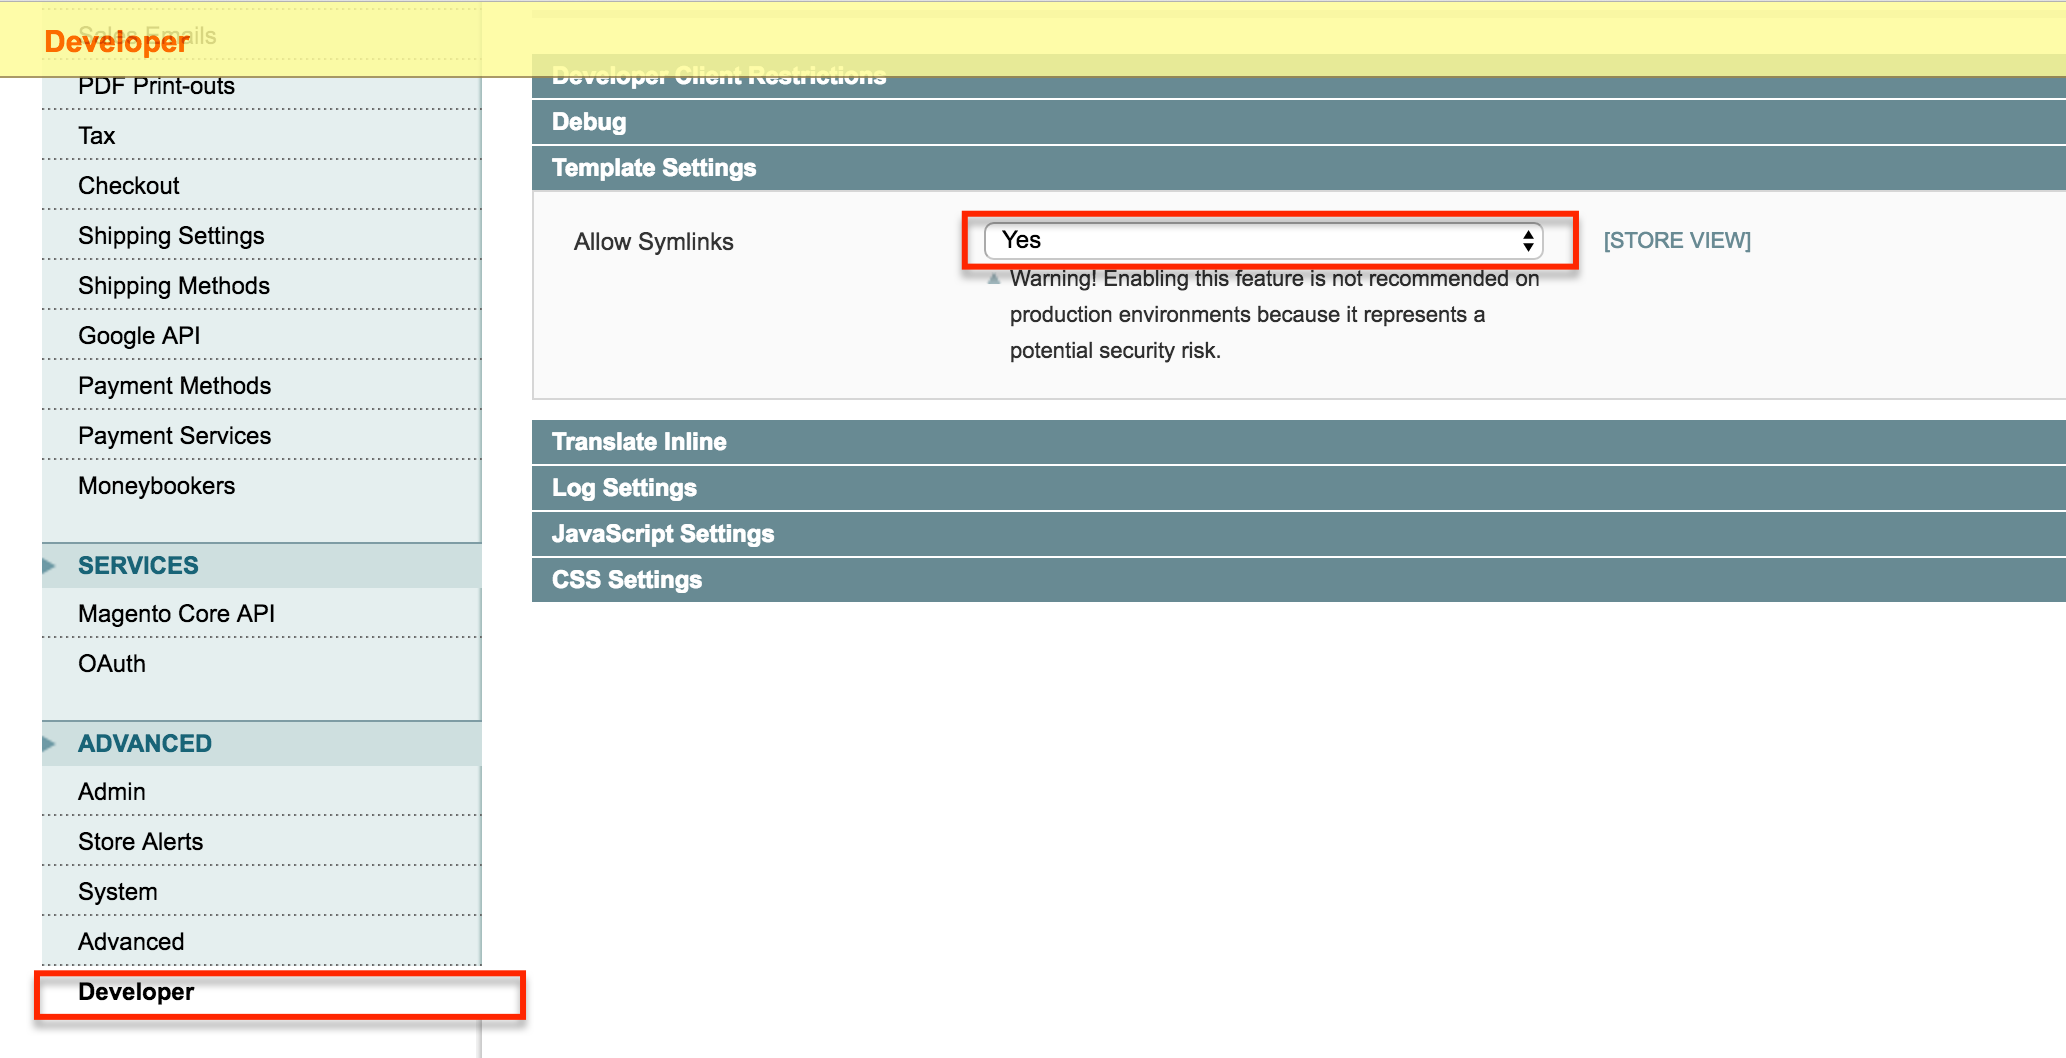 Sales Emails
Developer
PDF Print-outs
Tax
Checkout
Shipping Settings
Shipping Methods
Google API
Payment Methods
Payment Services
Moneybookers
SERVICES
Magento Core API
OAuth
ADVANCED
Admin
Store Alerts
System
Advanced
Developer
Developer Client Restrictions
Debug
Template Settings
Allow Symlinks
Yes
[STORE VIEW]
Warning! Enabling this feature is not recommended on
production environments because it represents a
potential security risk.
Translate Inline
Log Settings
JavaScript Settings
CSS Settings